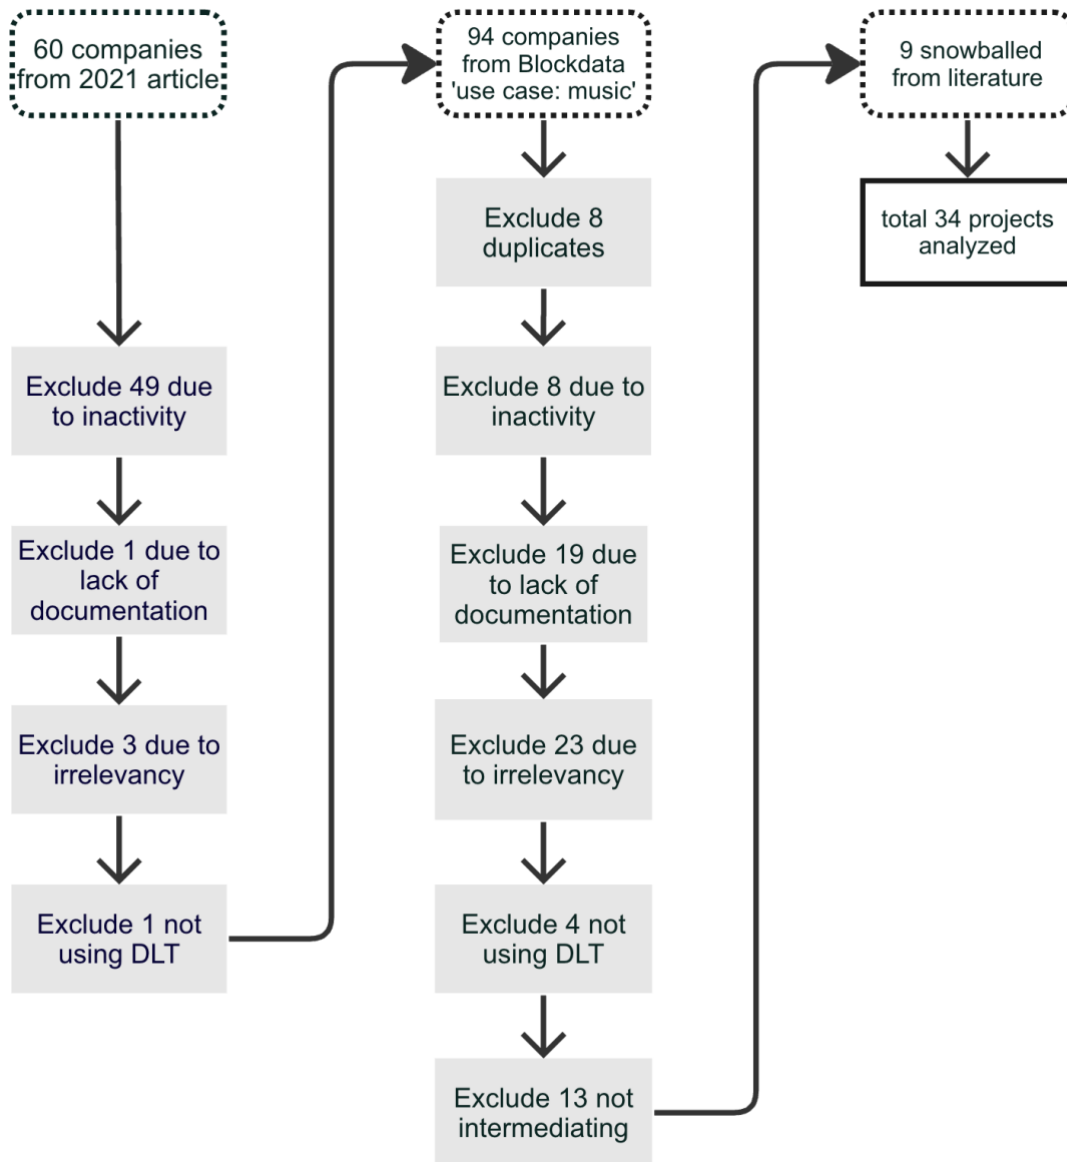 60 companies
from 2021 article
Exclude 49 due
to inactivity
Exclude 1 due to
lack of
documentation
Exclude 3 due to
irrelevancy
Exclude 1 not
using DLT
94 companies
from Blockdata
'use case: music'
Exclude 8
duplicates
Exclude 8 due to
inactivity
Exclude 19 due
to lack of
documentation
Exclude 23 due
to irrelevancy
Exclude 4 not
using DLT
Exclude 13 not
intermediating
9 snowballed
from literature
total 34 projects
analyzed